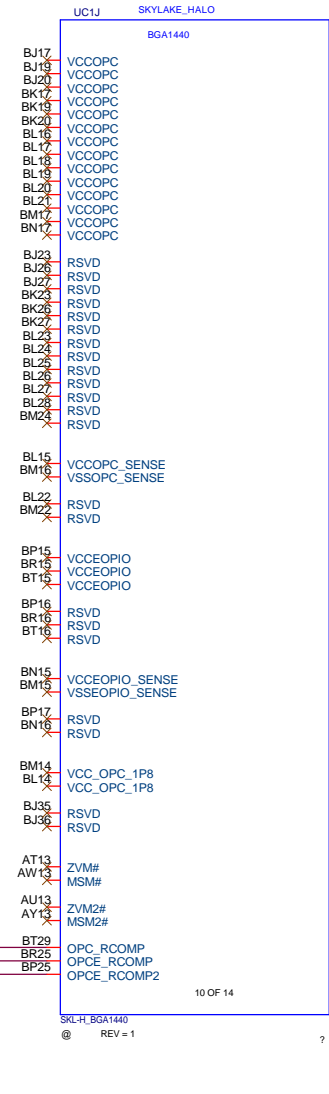 UC1J SKYLAKE_HALO
BGA1440
BJ17 VCCOPC
BJ19 VCCOPC
BJ20 VCCOPC
BK17 VCCOPC
BK19 VCCOPC
BK20 VCCOPC
BL16 VCCOPC
BL17 VCCOPC
BL18 VCCOPC
BL19 VCCOPC
BL20 VCCOPC
BL21 VCCOPC
BM17 VCCOPC
BN17 VCCOPC
BJ23 RSVD
BJ26 RSVD
BJ27 RSVD
BK23 RSVD
BK26 RSVD
BK27 RSVD
BL23 RSVD
BL24 RSVD
BL25 RSVD
BL26 RSVD
BL27 RSVD
BL28 RSVD
BM24 RSVD
BL15 VCCOPC_SENSE
BM16 VSSOPC_SENSE
BL22 RSVD
BM22 RSVD
BP15 VCCEOPIO
BR15 VCCEOPIO
BT15 VCCEOPIO
BP16 RSVD
BR16 RSVD
BT16 RSVD
BN15 VCCEOPIO_SENSE
BM15 VSSEOPIO_SENSE
BP17 RSVD
BN16 RSVD
BM14 VCC_OPC_1P8
BL14 VCC_OPC_1P8
BJ35 RSVD
BJ36 RSVD
AT13 ZVM#
AW13 MSM#
AU13 ZVM2#
AY13 MSM2#
BT29 OPC_RCOMP
BR25 OPCE_RCOMP
BP25 OPCE_RCOMP2
10 OF 14
SKL-H_BGA1440
@ REV = 1 ?